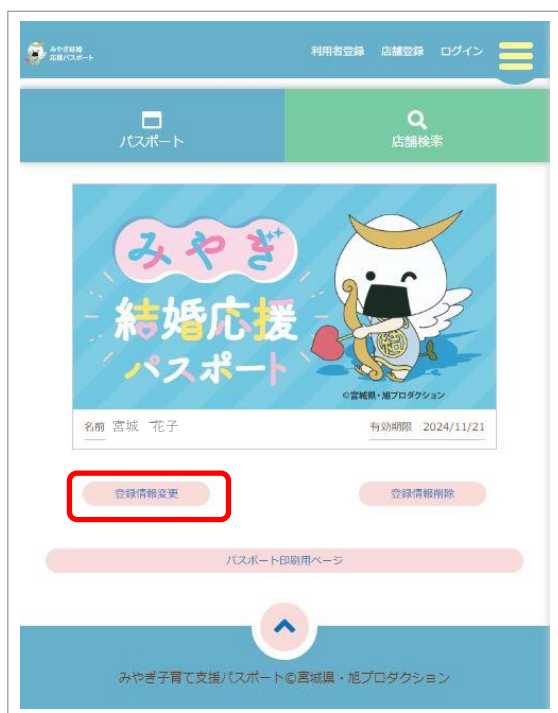 みやぎ結婚
応援パスポート
利用者登録 店舗登録 ログイン
パスポート
店舗検索
みやぎ
結婚応援
パスポート
結
©宮城県・旭プロダクション
名前 宮城 花子
有効期限 2024/11/21
登録情報変更
登録情報削除
パスポート印刷用ページ
みやぎ子育て支援パスポート©宮城県・旭プロダクション